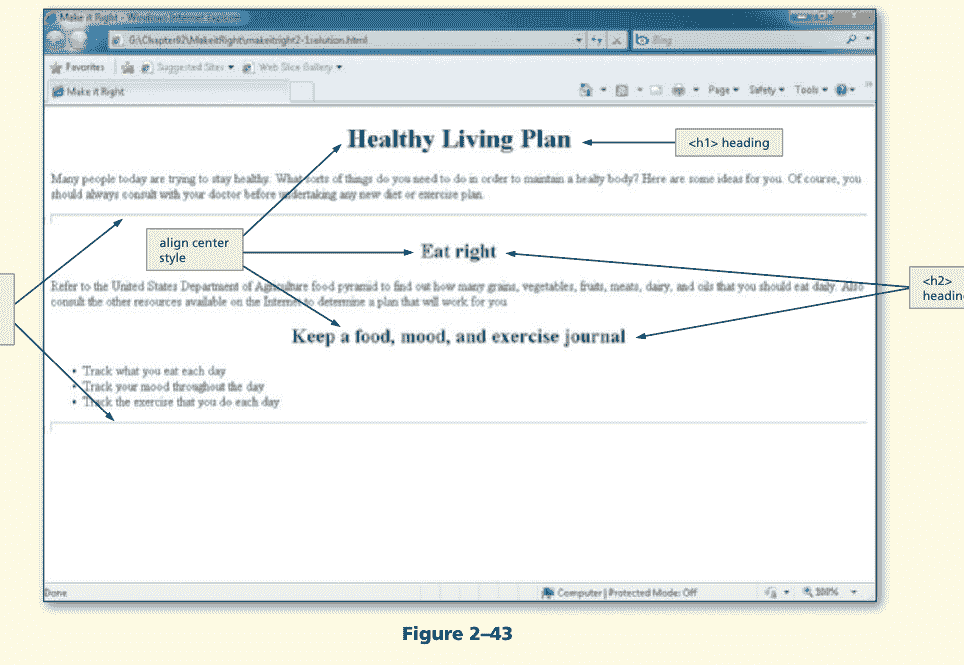 Make it Right - Windows Internet Explorer
G:\Chapter02\MakeitRight\makeitright2-1solution.html
Bing
Favorites Suggested Sites Web Slice Gallery
Make it Right
Page Safety Tools
Healthy Living Plan
<h1> heading
Many people today are trying to stay healthy. What sorts of things do you need to do in order to maintain a healty body? Here are some ideas for you. Of course, you
should always consult with your doctor before undertaking any new diet or exercise plan.
align center
style
Eat right
Refer to the United States Department of Agriculture food pyramid to find out how many grains, vegetables, fruits, meats, dairy, and oils that you should eat daily. Also
consult the other resources available on the Internet to determine a plan that will work for you.
<h2>
heading
Keep a food, mood, and exercise journal
• Track what you eat each day
• Track your mood throughout the day
• Track the exercise that you do each day
Done
Computer | Protected Mode: Off
200%
Figure 2–43